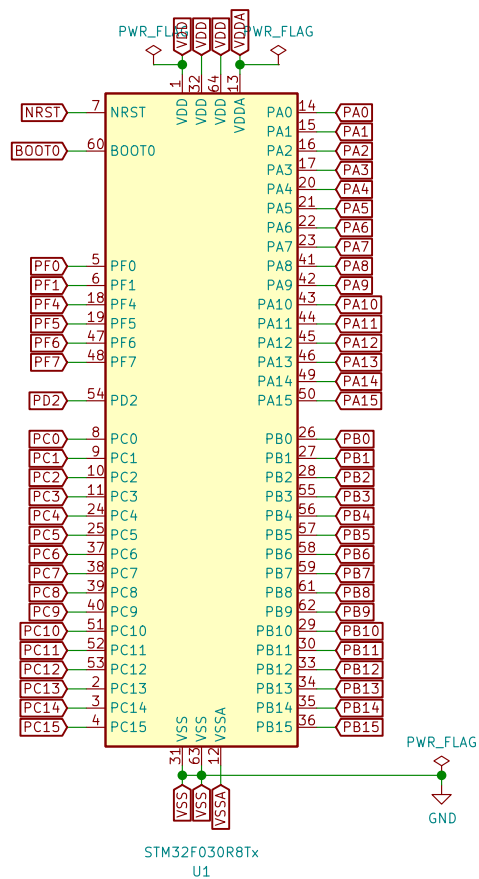 PWR_FLAG VDD VDD VDD VDDA PWR_FLAG
1 32 64 13
VDD VDD VDD VDDA
NRST 7 NRST PA0 14 PA0
PA1 15 PA1
BOOT0 60 BOOT0 PA2 16 PA2
PA3 17 PA3
PA4 20 PA4
PA5 21 PA5
PA6 22 PA6
PA7 23 PA7
PF0 5 PF0 PA8 41 PA8
PF1 6 PF1 PA9 42 PA9
PF4 18 PF4 PA10 43 PA10
PF5 19 PF5 PA11 44 PA11
PF6 47 PF6 PA12 45 PA12
PF7 48 PF7 PA13 46 PA13
PA14 49 PA14
PD2 54 PD2 PA15 50 PA15
PC0 8 PC0 PB0 26 PB0
PC1 9 PC1 PB1 27 PB1
PC2 10 PC2 PB2 28 PB2
PC3 11 PC3 PB3 55 PB3
PC4 24 PC4 PB4 56 PB4
PC5 25 PC5 PB5 57 PB5
PC6 37 PC6 PB6 58 PB6
PC7 38 PC7 PB7 59 PB7
PC8 39 PC8 PB8 61 PB8
PC9 40 PC9 PB9 62 PB9
PC10 51 PC10 PB10 29 PB10
PC11 52 PC11 PB11 30 PB11
PC12 53 PC12 PB12 33 PB12
PC13 2 PC13 PB13 34 PB13
PC14 3 PC14 PB14 35 PB14
PC15 4 PC15 PB15 36 PB15
VSS VSS VSSA
31 63 12
PWR_FLAG
VSS VSS VSSA
GND
STM32F030R8Tx
U1